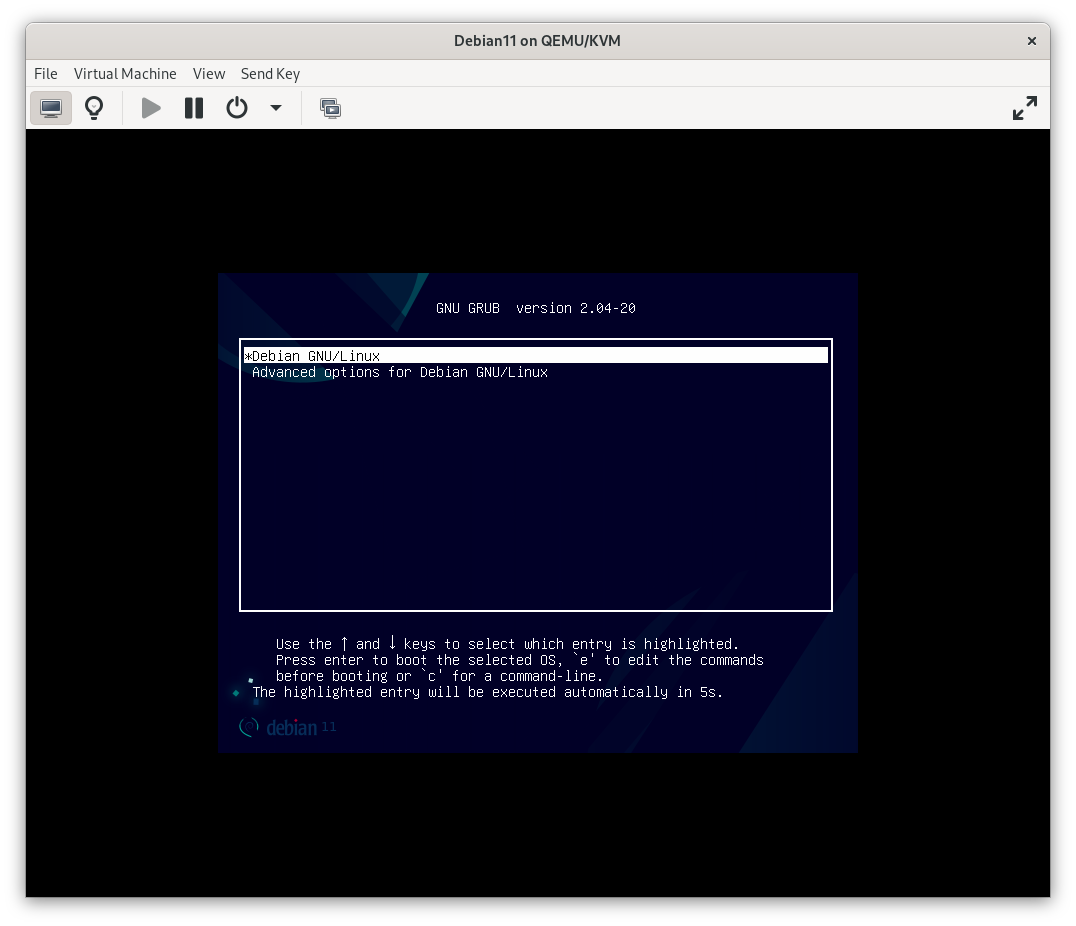 Debian11 on QEMU/KVM
File Virtual Machine View Send Key
GNU GRUB  version 2.04-20
*Debian GNU/Linux
Advanced options for Debian GNU/Linux
Use the ↑ and ↓ keys to select which entry is highlighted.
Press enter to boot the selected OS, `e' to edit the commands
before booting or `c' for a command-line.
The highlighted entry will be executed automatically in 5s.
debian 11